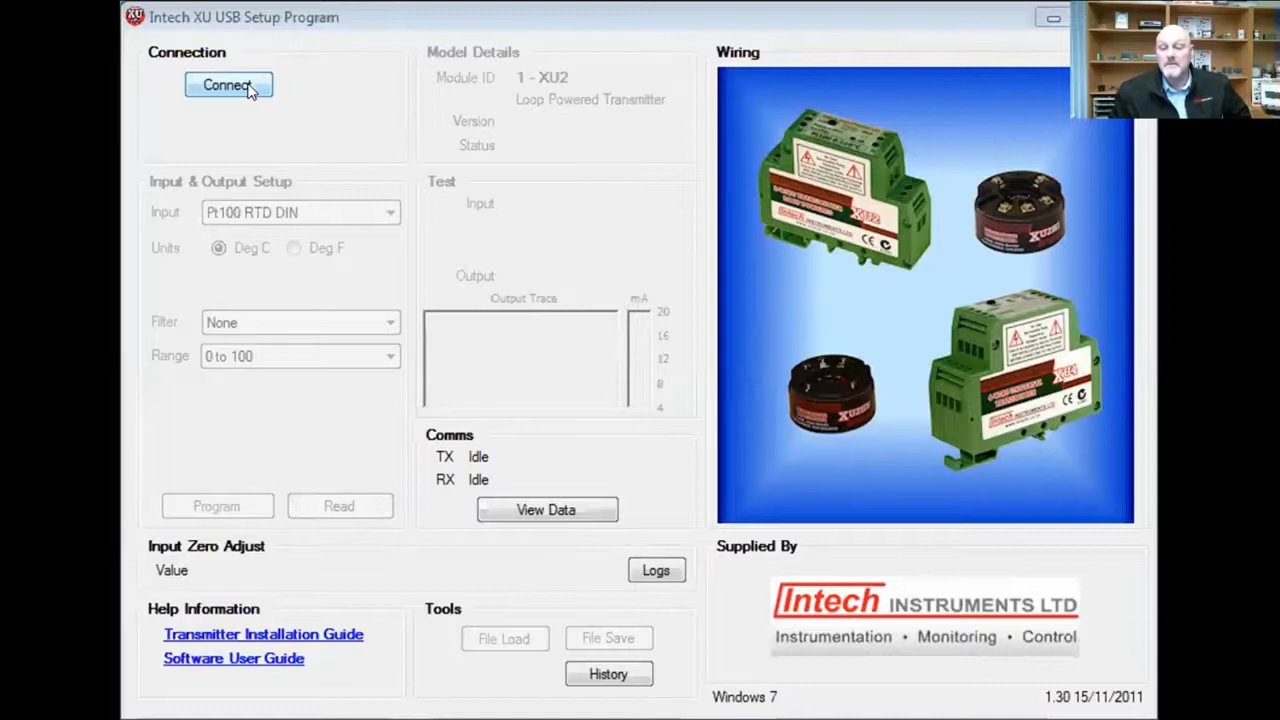 Intech XU USB Setup Program
Connection
Connect
Model Details
Module ID 1 - XU2
Loop Powered Transmitter
Version
Status
Input & Output Setup
Input Pt100 RTD DIN
Units Deg C Deg F
Filter None
Range 0 to 100
Program Read
Test
Input
Output
Output Trace mA
20
16
12
8
4
Comms
TX Idle
RX Idle
View Data
Input Zero Adjust
Value
Logs
Help Information
Transmitter Installation Guide
Software User Guide
Tools
File Load File Save
History
Wiring
XU2
XU4
Supplied By
Intech INSTRUMENTS LTD
Instrumentation • Monitoring • Control
Windows 7 1.30 15/11/2011